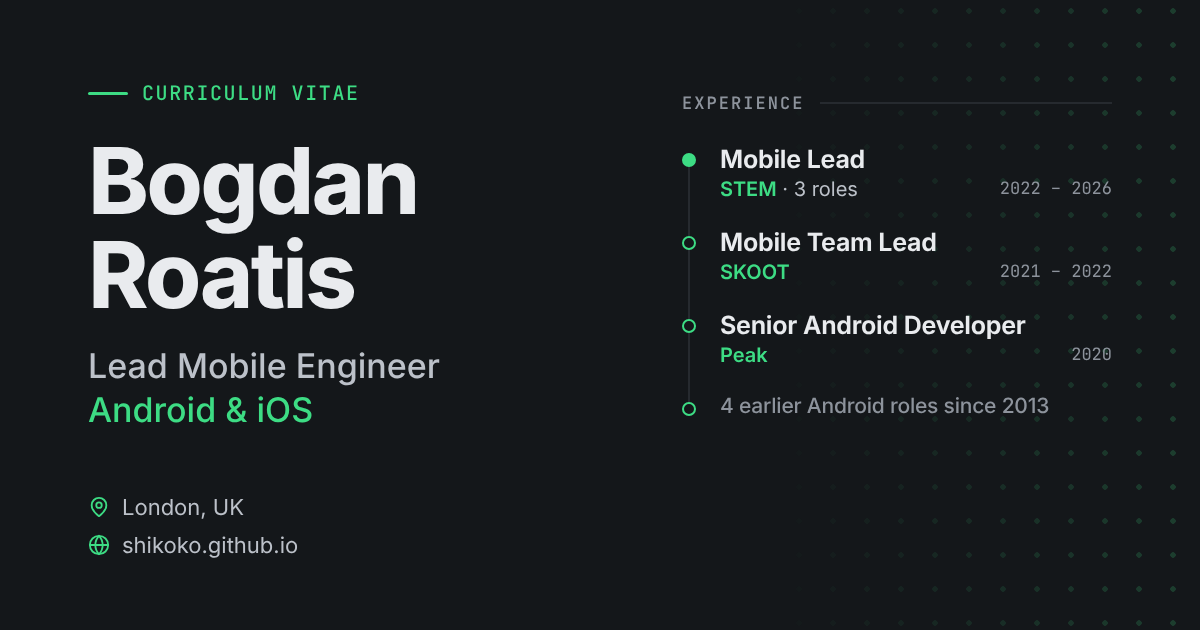 CURRICULUM VITAE
Bogdan
Roatis
Lead Mobile Engineer
Android & iOS
London, UK
shikoko.github.io
EXPERIENCE
Mobile Lead
STEM · 3 roles 2022 – 2026
Mobile Team Lead
SKOOT 2021 – 2022
Senior Android Developer
Peak 2020
4 earlier Android roles since 2013